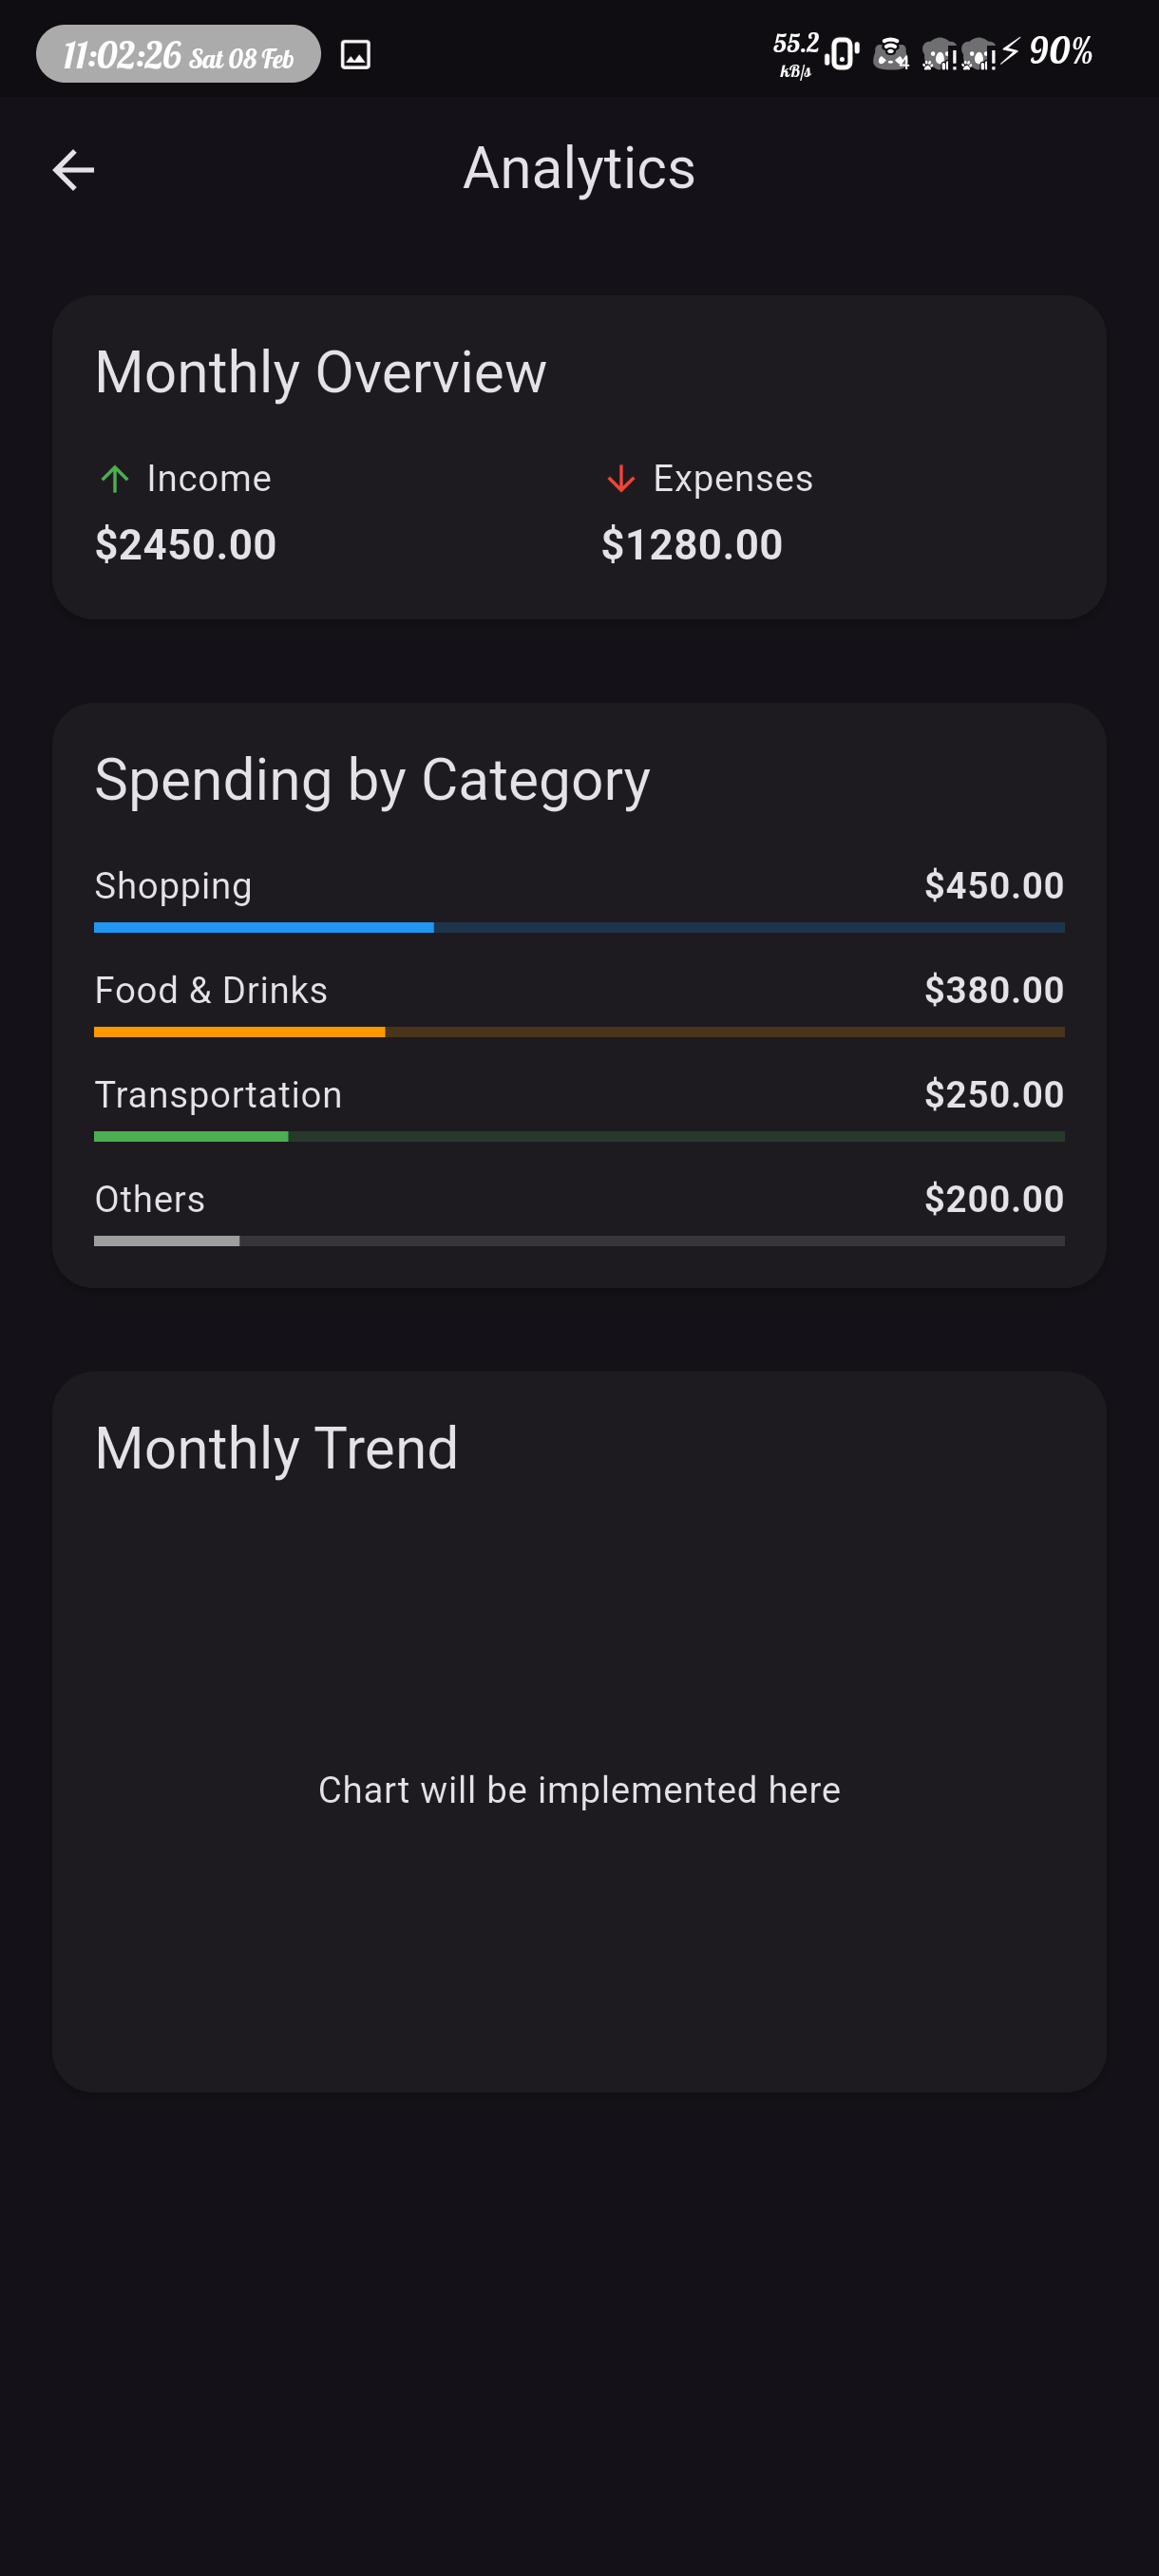 11:02:26 Sat 08 Feb
55.2
kB/s
4
90%
Analytics
Monthly Overview
Income
Expenses
$2450.00
$1280.00
Spending by Category
Shopping
$450.00
Food & Drinks
$380.00
Transportation
$250.00
Others
$200.00
Monthly Trend
Chart will be implemented here